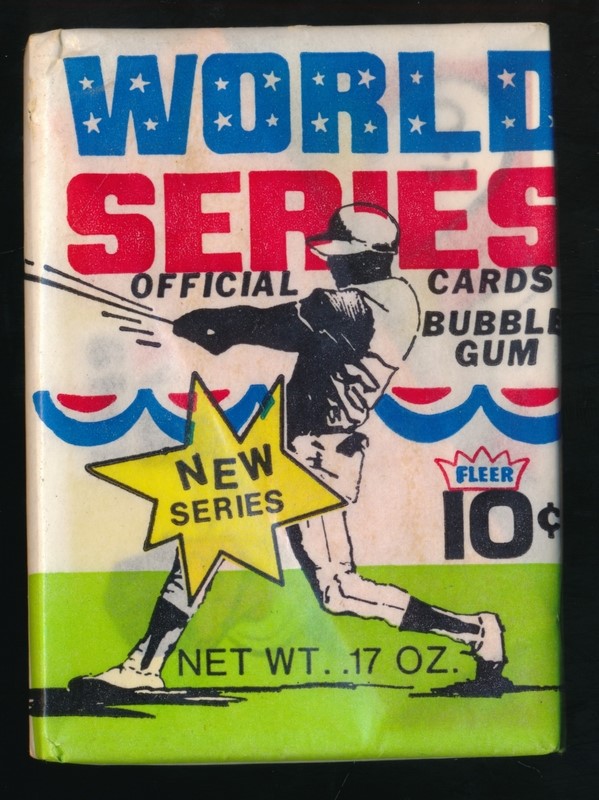 WORLD
SERIES
OFFICIAL CARDS
BUBBLE
GUM
NEW
SERIES
FLEER
10¢
NET WT. .17 OZ.